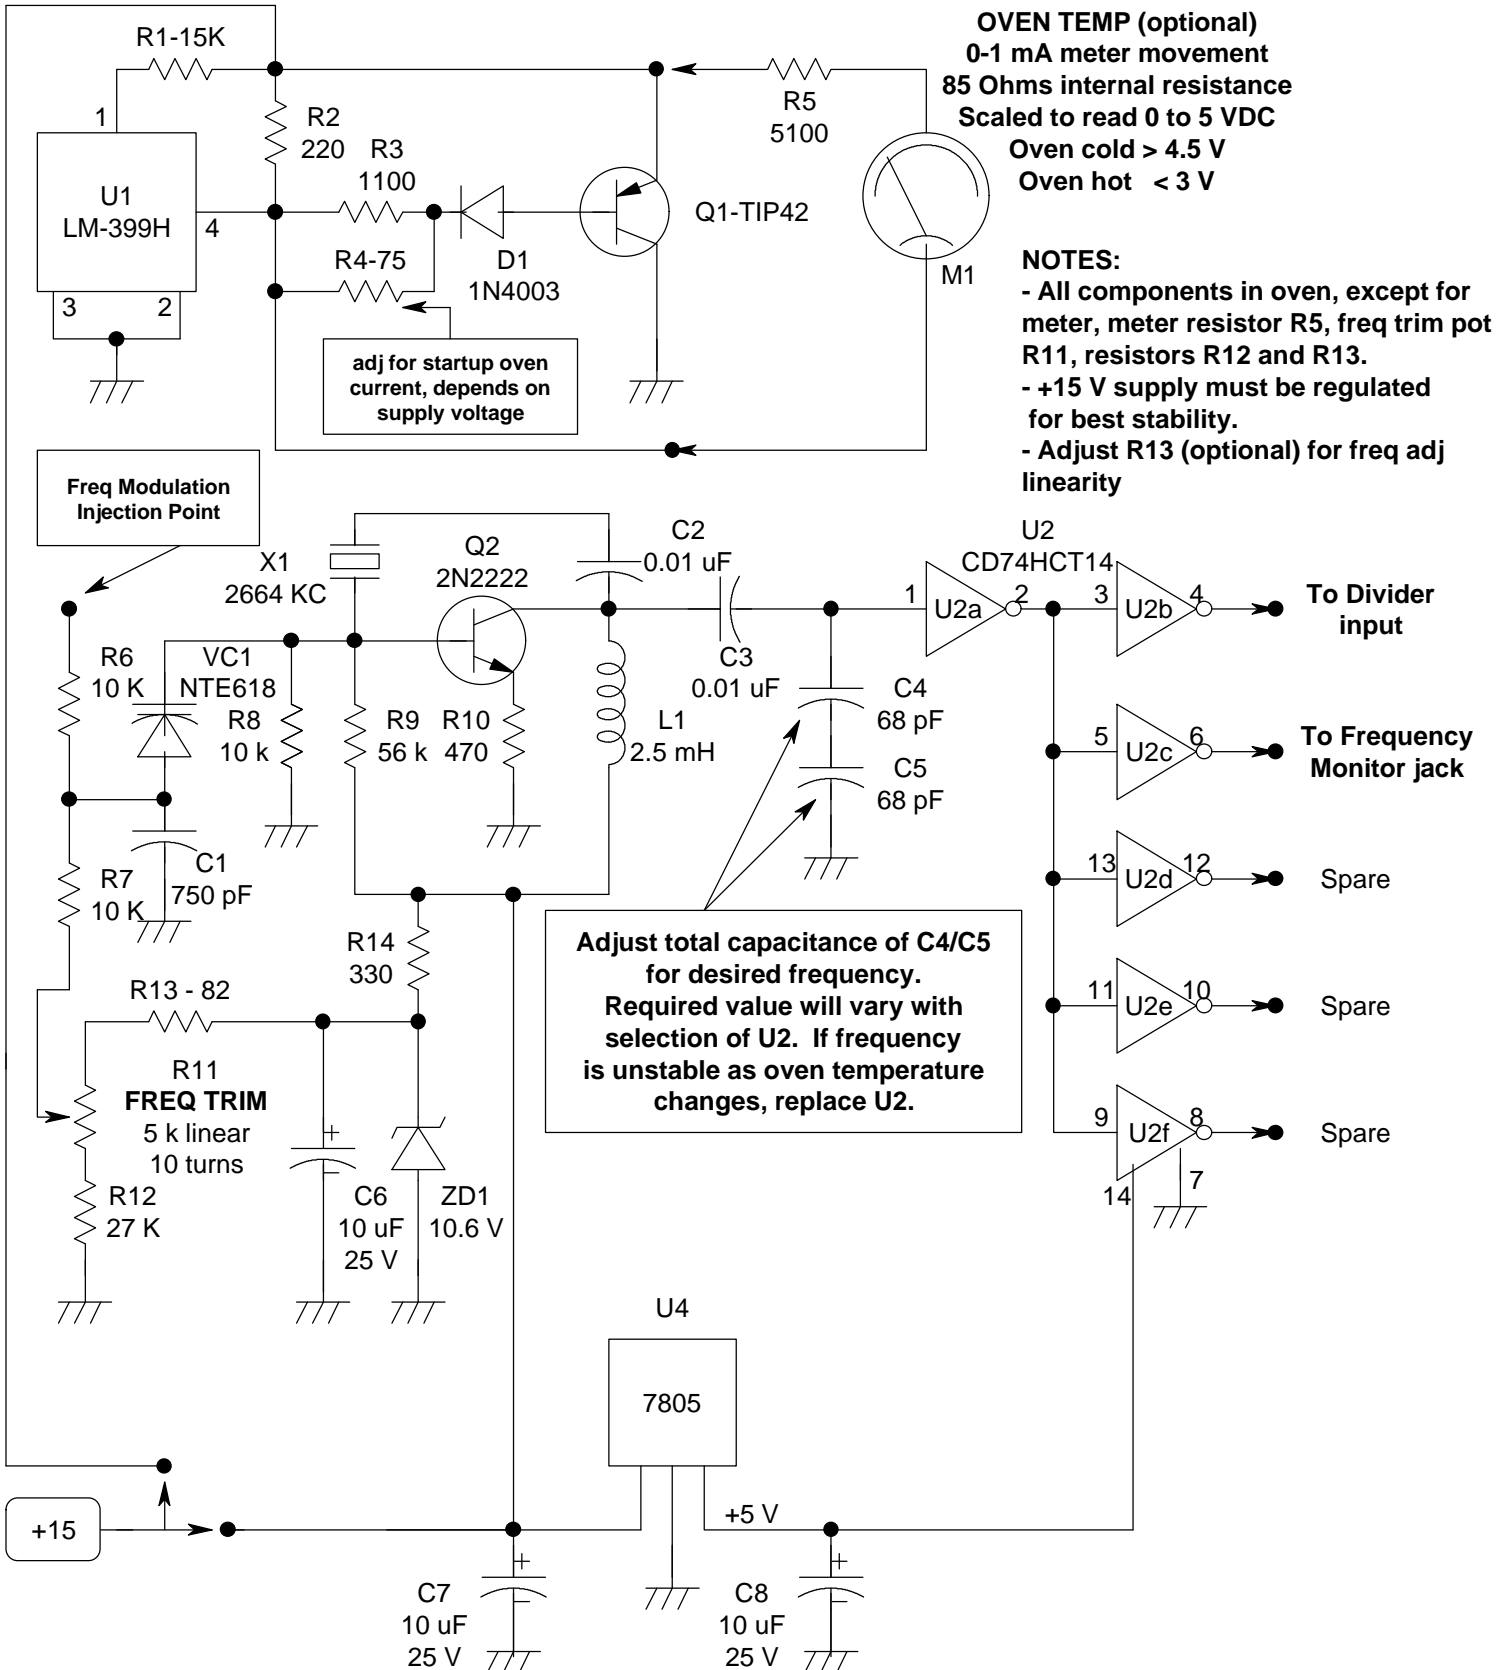 R1-15K
1
R2
220
U1
LM-399H
4
3
2
R3
1100
R4-75
D1
1N4003
adj for startup oven
current, depends on
supply voltage
Q1-TIP42
R5
5100
M1
OVEN TEMP (optional)
0-1 mA meter movement
85 Ohms internal resistance
Scaled to read 0 to 5 VDC
Oven cold > 4.5 V
Oven hot < 3 V
NOTES:
- All components in oven, except for
meter, meter resistor R5, freq trim pot
R11, resistors R12 and R13.
- +15 V supply must be regulated
for best stability.
- Adjust R13 (optional) for freq adj
linearity
Freq Modulation
Injection Point
X1
2664 KC
Q2
2N2222
C2
0.01 uF
C3
0.01 uF
R6
10 K
VC1
NTE618
R8
10 k
R9
56 k
R10
470
L1
2.5 mH
C4
68 pF
C5
68 pF
R7
10 K
C1
750 pF
R14
330
Adjust total capacitance of C4/C5
for desired frequency.
Required value will vary with
selection of U2. If frequency
is unstable as oven temperature
changes, replace U2.
U2
CD74HCT14
1
U2a
2
3
U2b
4
To Divider
input
5
U2c
6
To Frequency
Monitor jack
13
U2d
12
Spare
11
U2e
10
Spare
9
U2f
8
Spare
14
7
R13 - 82
R11
FREQ TRIM
5 k linear
10 turns
R12
27 K
+
-
C6
10 uF
25 V
ZD1
10.6 V
U4
7805
+15
+5 V
+
-
C7
10 uF
25 V
+
-
C8
10 uF
25 V